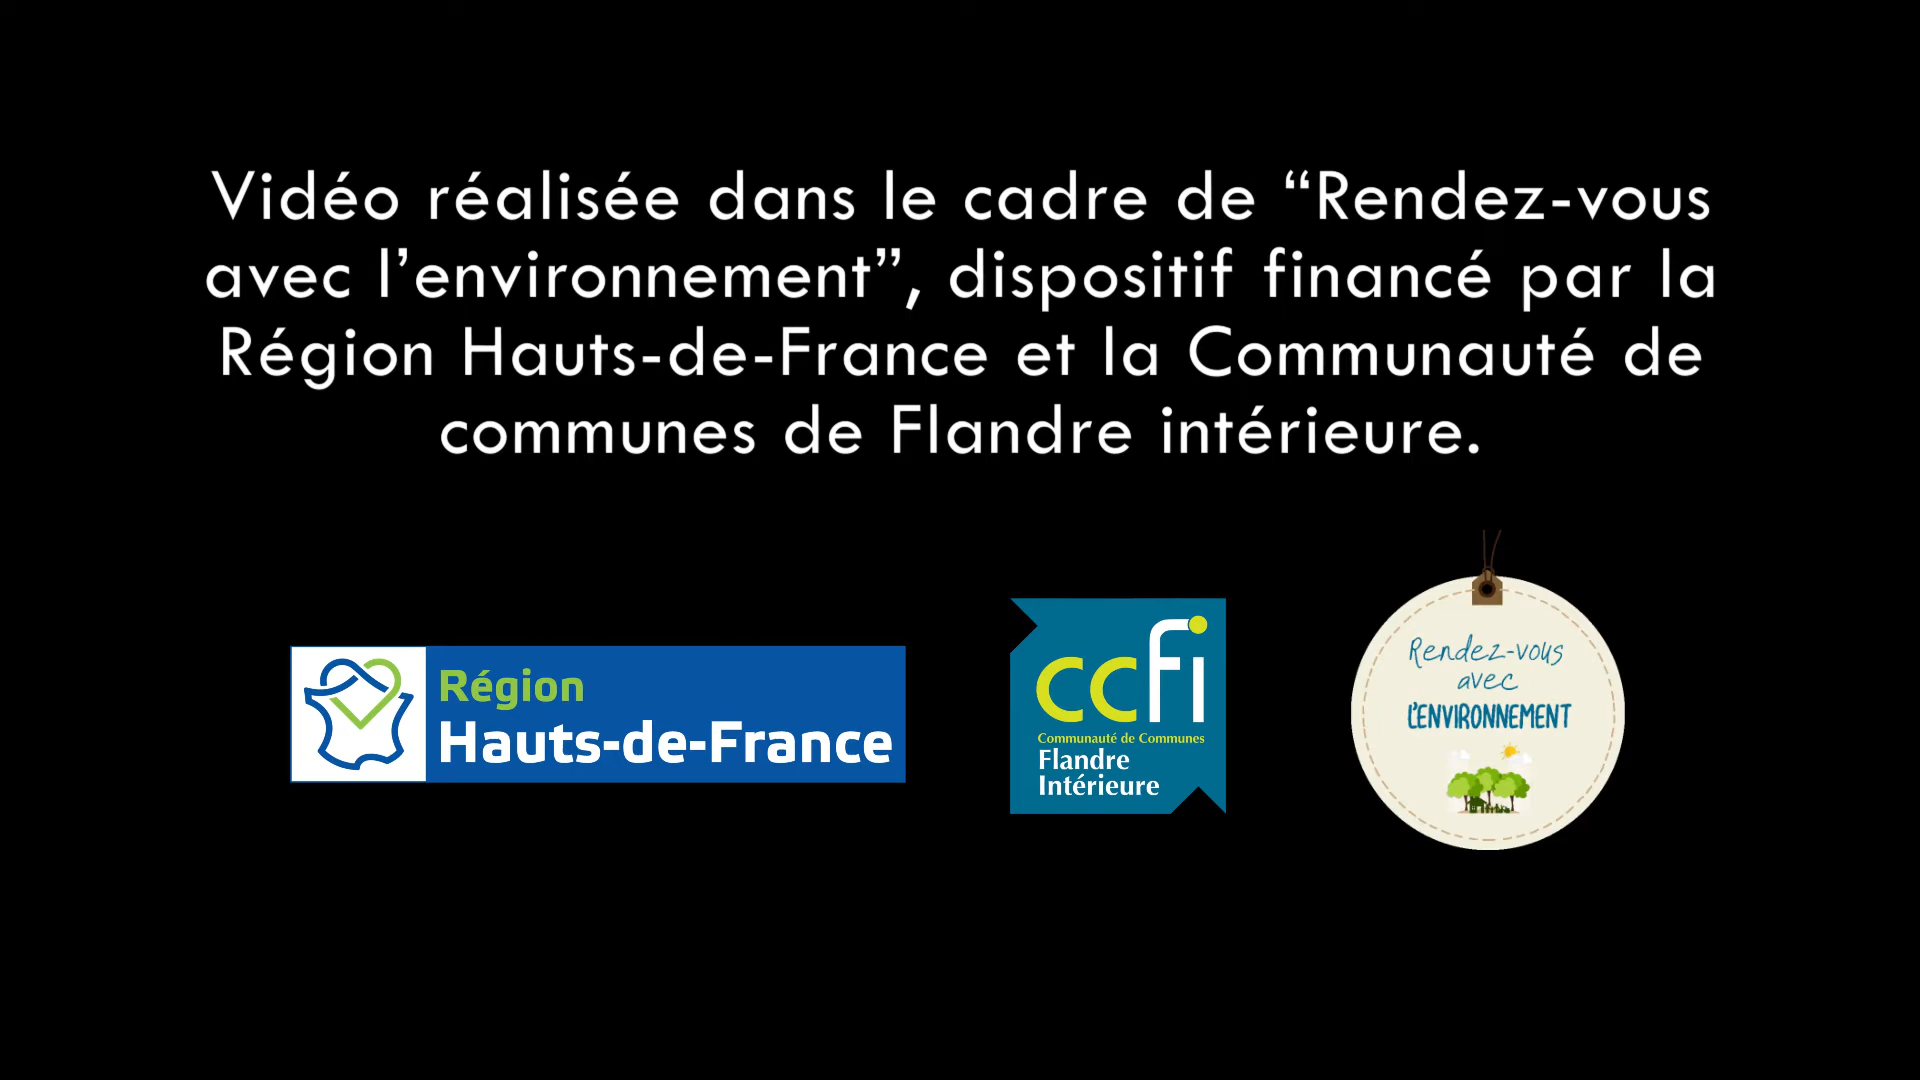 Vidéo réalisée dans le cadre de “Rendez-vous
avec l’environnement”, dispositif financé par la
Région Hauts-de-France et la Communauté de
communes de Flandre intérieure.
Région
Hauts-de-France
ccfi
Communauté de Communes
Flandre
Intérieure
Rendez-vous
avec
L'ENVIRONNEMENT